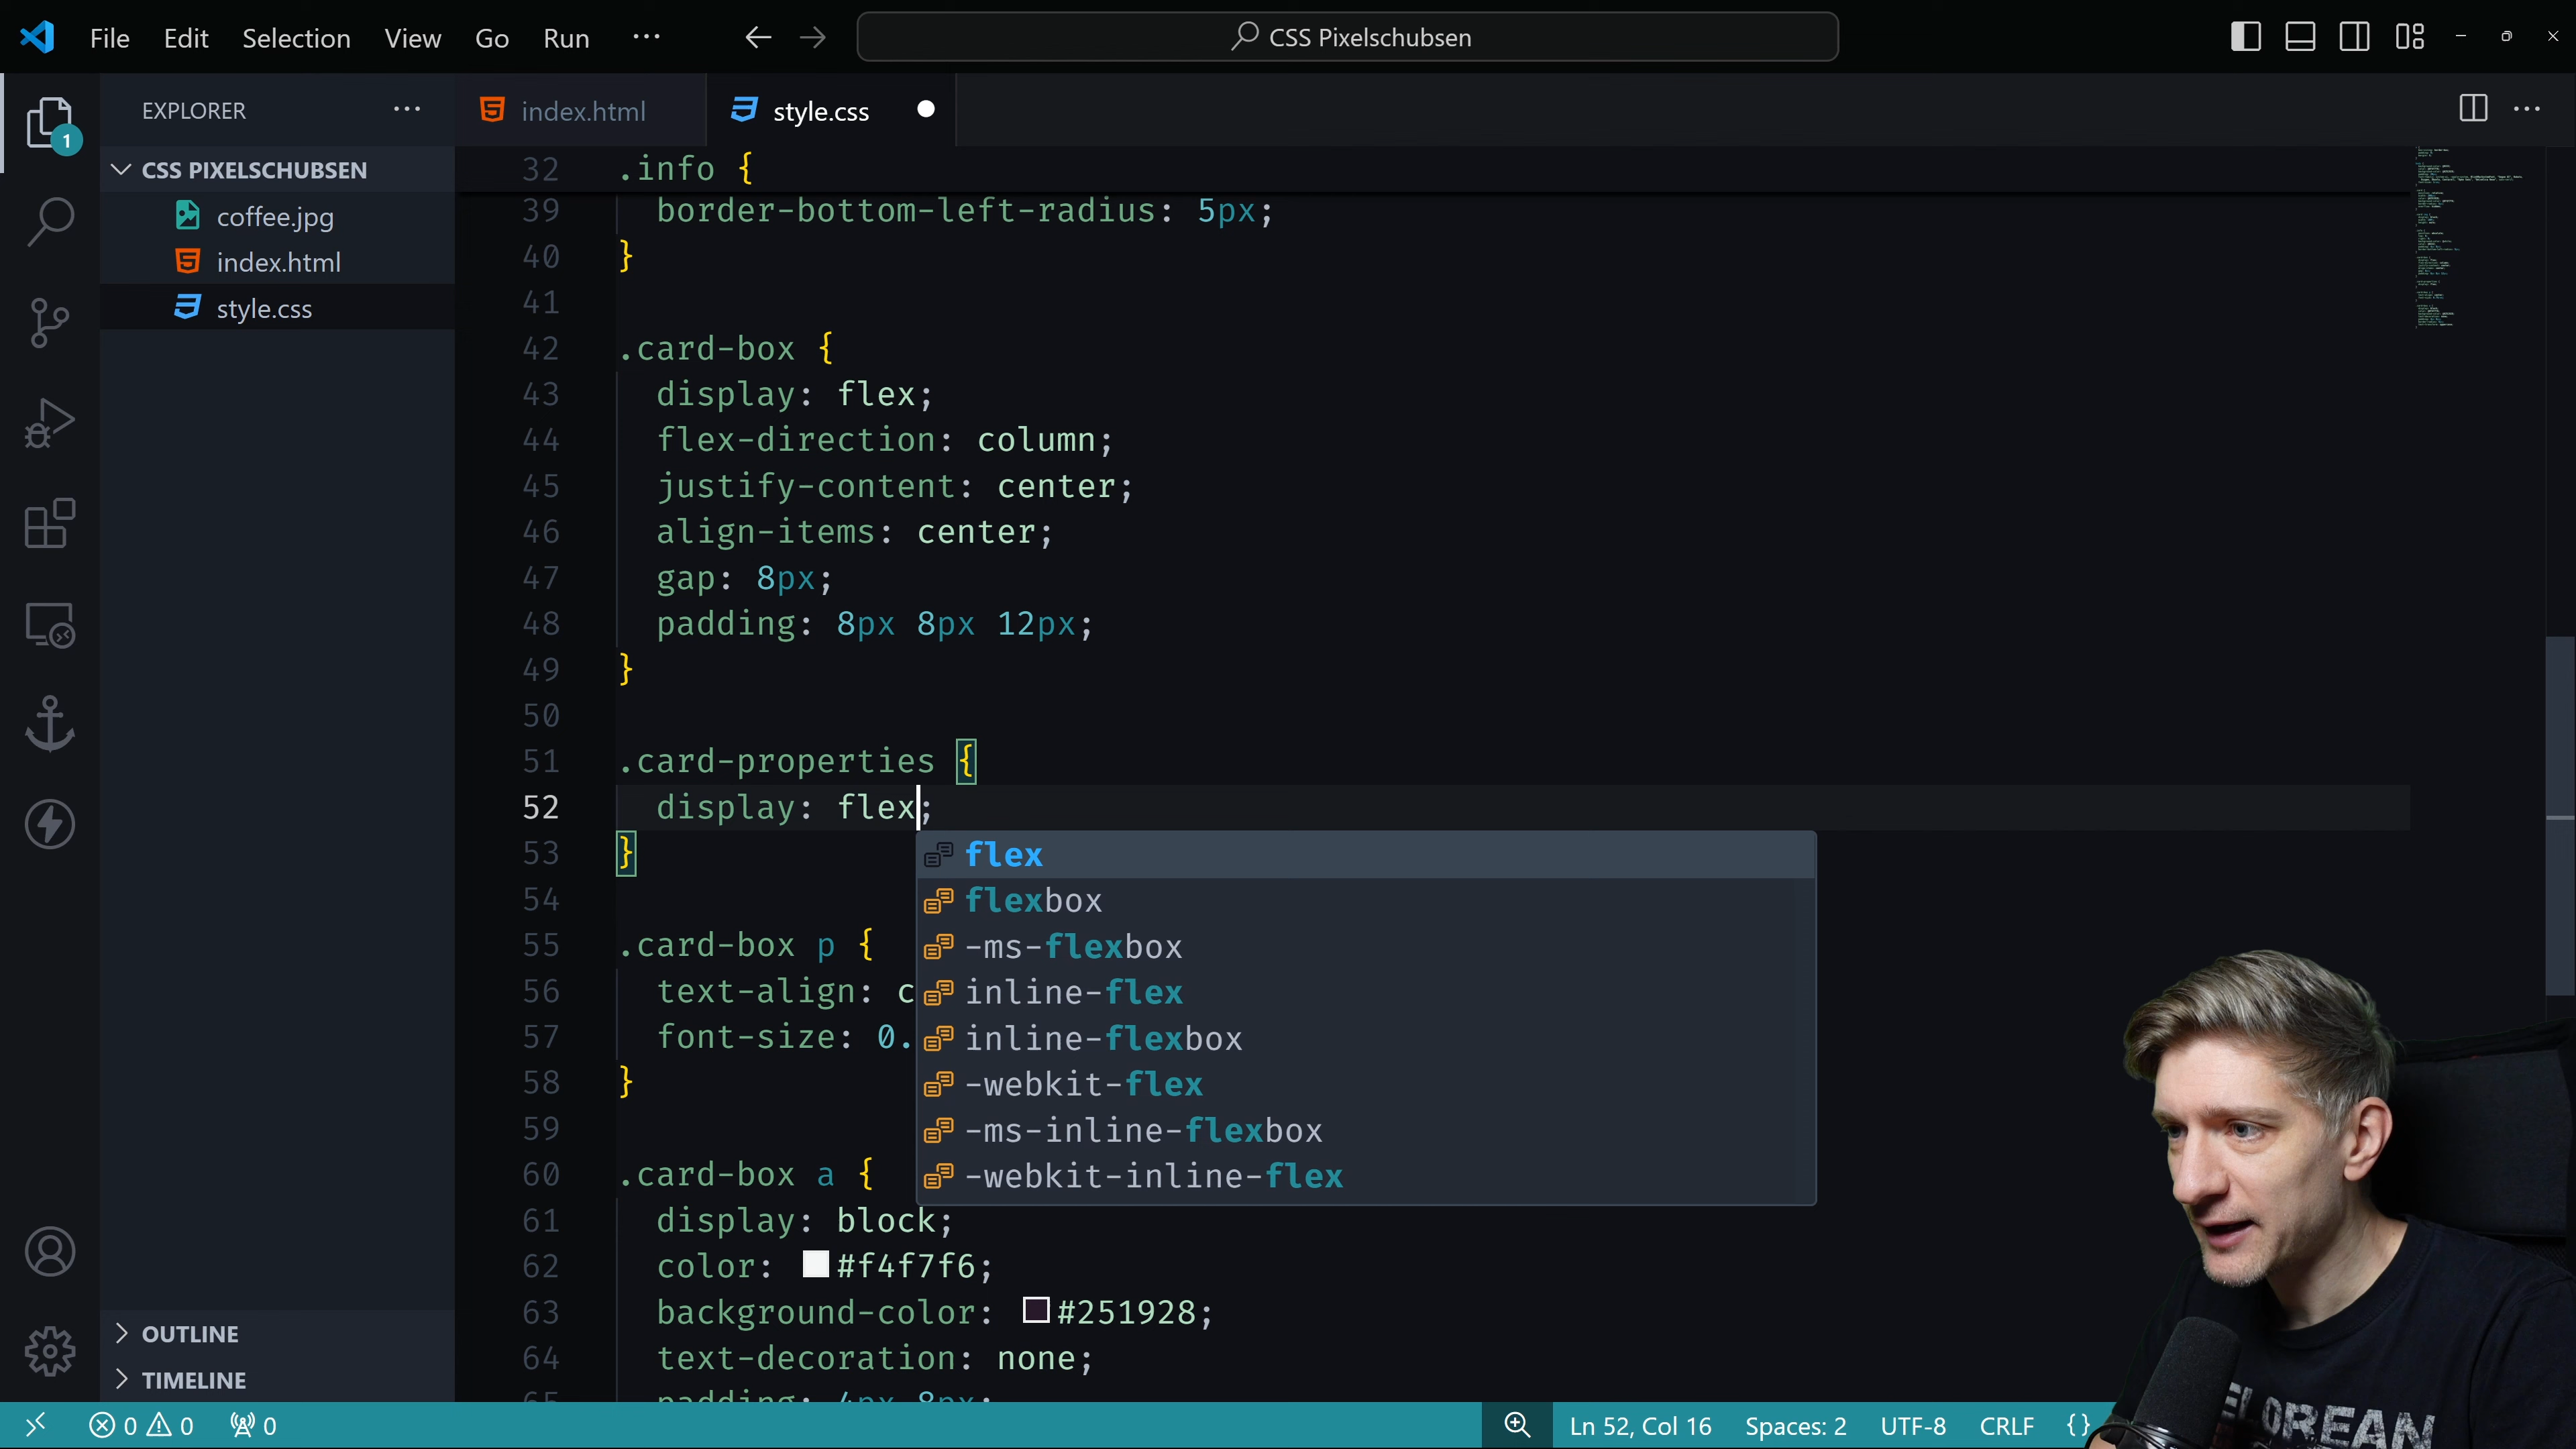 File Edit Selection View Go Run ···
CSS Pixelschubsen
EXPLORER ···
index.html
style.css
1
CSS PIXELSCHUBSEN
coffee.jpg
index.html
style.css
OUTLINE
TIMELINE
32 .info {
39 border-bottom-left-radius: 5px;
40 }
41
42 .card-box {
43 display: flex;
44 flex-direction: column;
45 justify-content: center;
46 align-items: center;
47 gap: 8px;
48 padding: 8px 8px 12px;
49 }
50
51 .card-properties {
52 display: flex;
53 }
54
55 .card-box p {
56 text-align: c
57 font-size: 0.
58 }
59
60 .card-box a {
61 display: block;
62 color: #f4f7f6;
63 background-color: #251928;
64 text-decoration: none;
65 padding: 4px 8px;
flex
flexbox
-ms-flexbox
inline-flex
inline-flexbox
-webkit-flex
-ms-inline-flexbox
-webkit-inline-flex
0 0 0
Ln 52, Col 16 Spaces: 2 UTF-8 CRLF {}